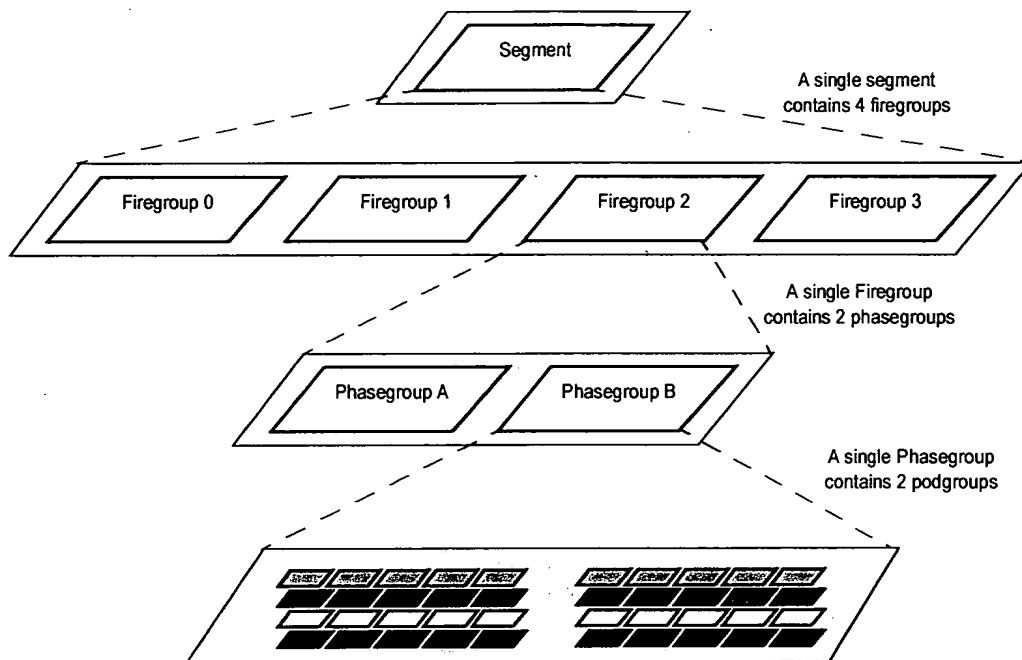 Segment
A single segment
contains 4 firegroups
Firegroup 0
Firegroup 1
Firegroup 2
Firegroup 3
A single Firegroup
contains 2 phasegroups
Phasegroup A
Phasegroup B
A single Phasegroup
contains 2 podgroups